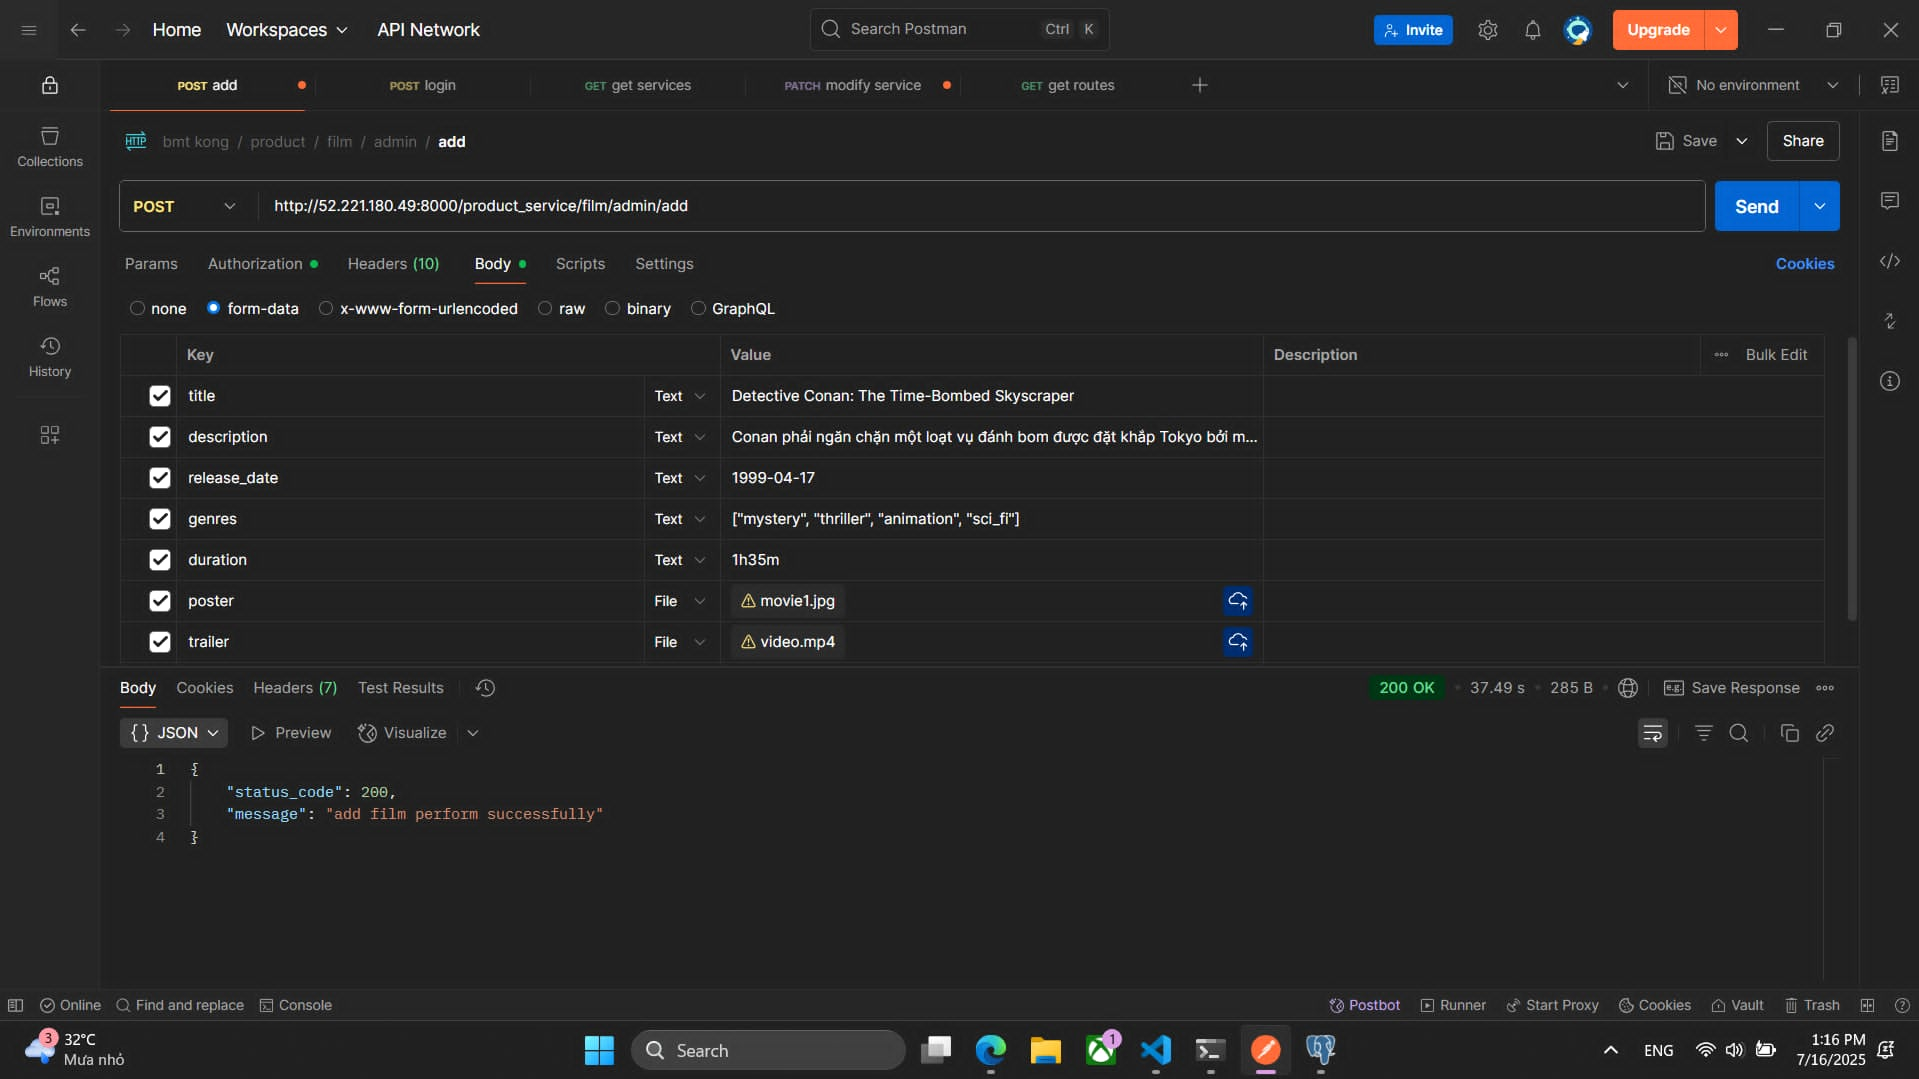 Home Workspaces API Network Search Postman Ctrl K Invite Upgrade
POST add POST login GET get services PATCH modify service GET get routes No environment
HTTP bmt kong / product / film / admin / add Save Share
Collections
POST http://52.221.180.49:8000/product_service/film/admin/add Send
Environments
Params Authorization Headers (10) Body Scripts Settings Cookies
Flows
none form-data x-www-form-urlencoded raw binary GraphQL
History
Key Value Description Bulk Edit
title Text Detective Conan: The Time-Bombed Skyscraper
description Text Conan phải ngăn chặn một loạt vụ đánh bom được đặt khắp Tokyo bởi m...
release_date Text 1999-04-17
genres Text ["mystery", "thriller", "animation", "sci_fi"]
duration Text 1h35m
poster File movie1.jpg
trailer File video.mp4
Body Cookies Headers (7) Test Results 200 OK 37.49 s 285 B e.g. Save Response
{} JSON Preview Visualize
1 {
2 "status_code": 200,
3 "message": "add film perform successfully"
4 }
Online Find and replace Console Postbot Runner Start Proxy Cookies Vault Trash
3 32°C
Mưa nhỏ
Search 1 ENG
1:16 PM
7/16/2025